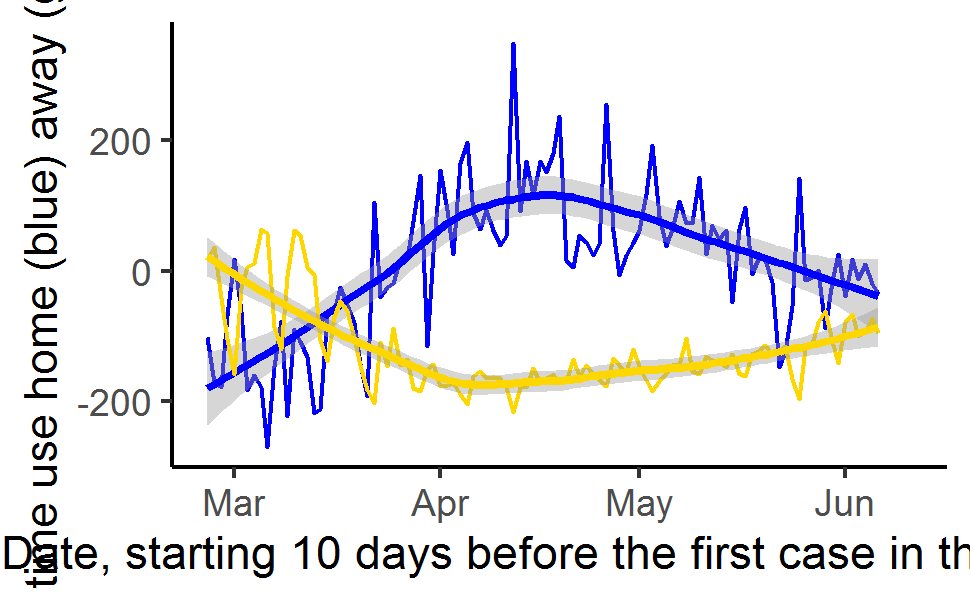 time use home (blue) away (
200
0
-200
Mar Apr May Jun
Date, starting 10 days before the first case in th